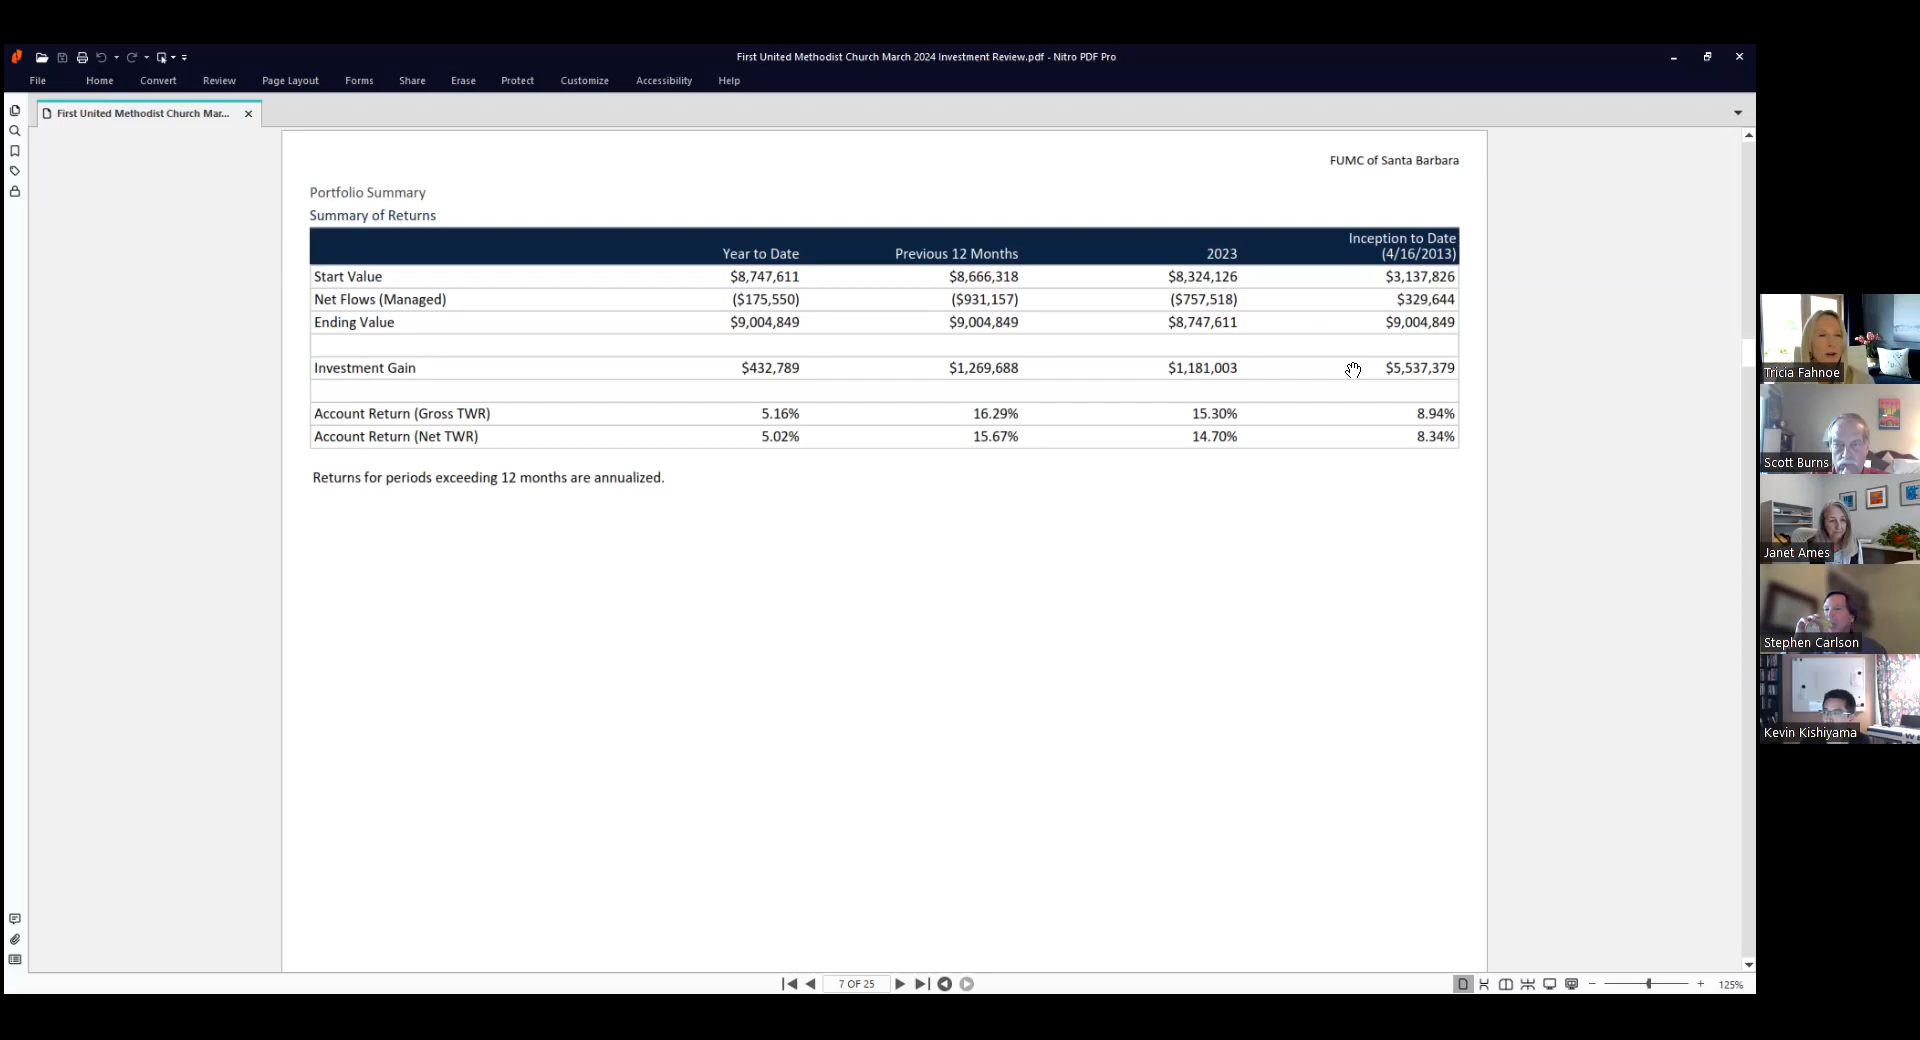 First United Methodist Church March 2024 Investment Review.pdf - Nitro PDF Pro
File Home Convert Review Page Layout Forms Share Erase Protect Customize Accessibility Help
First United Methodist Church Mar...
FUMC of Santa Barbara
Portfolio Summary
Summary of Returns
Year to Date Previous 12 Months 2023 Inception to Date (4/16/2013)
Start Value $8,747,611 $8,666,318 $8,324,126 $3,137,826
Net Flows (Managed) ($175,550) ($931,157) ($757,518) $329,644
Ending Value $9,004,849 $9,004,849 $8,747,611 $9,004,849
Investment Gain $432,789 $1,269,688 $1,181,003 $5,537,379
Account Return (Gross TWR) 5.16% 16.29% 15.30% 8.94%
Account Return (Net TWR) 5.02% 15.67% 14.70% 8.34%
Returns for periods exceeding 12 months are annualized.
Tricia Fahnoe
Scott Burns
Janet Ames
Stephen Carlson
Kevin Kishiyama
7 OF 25
125%